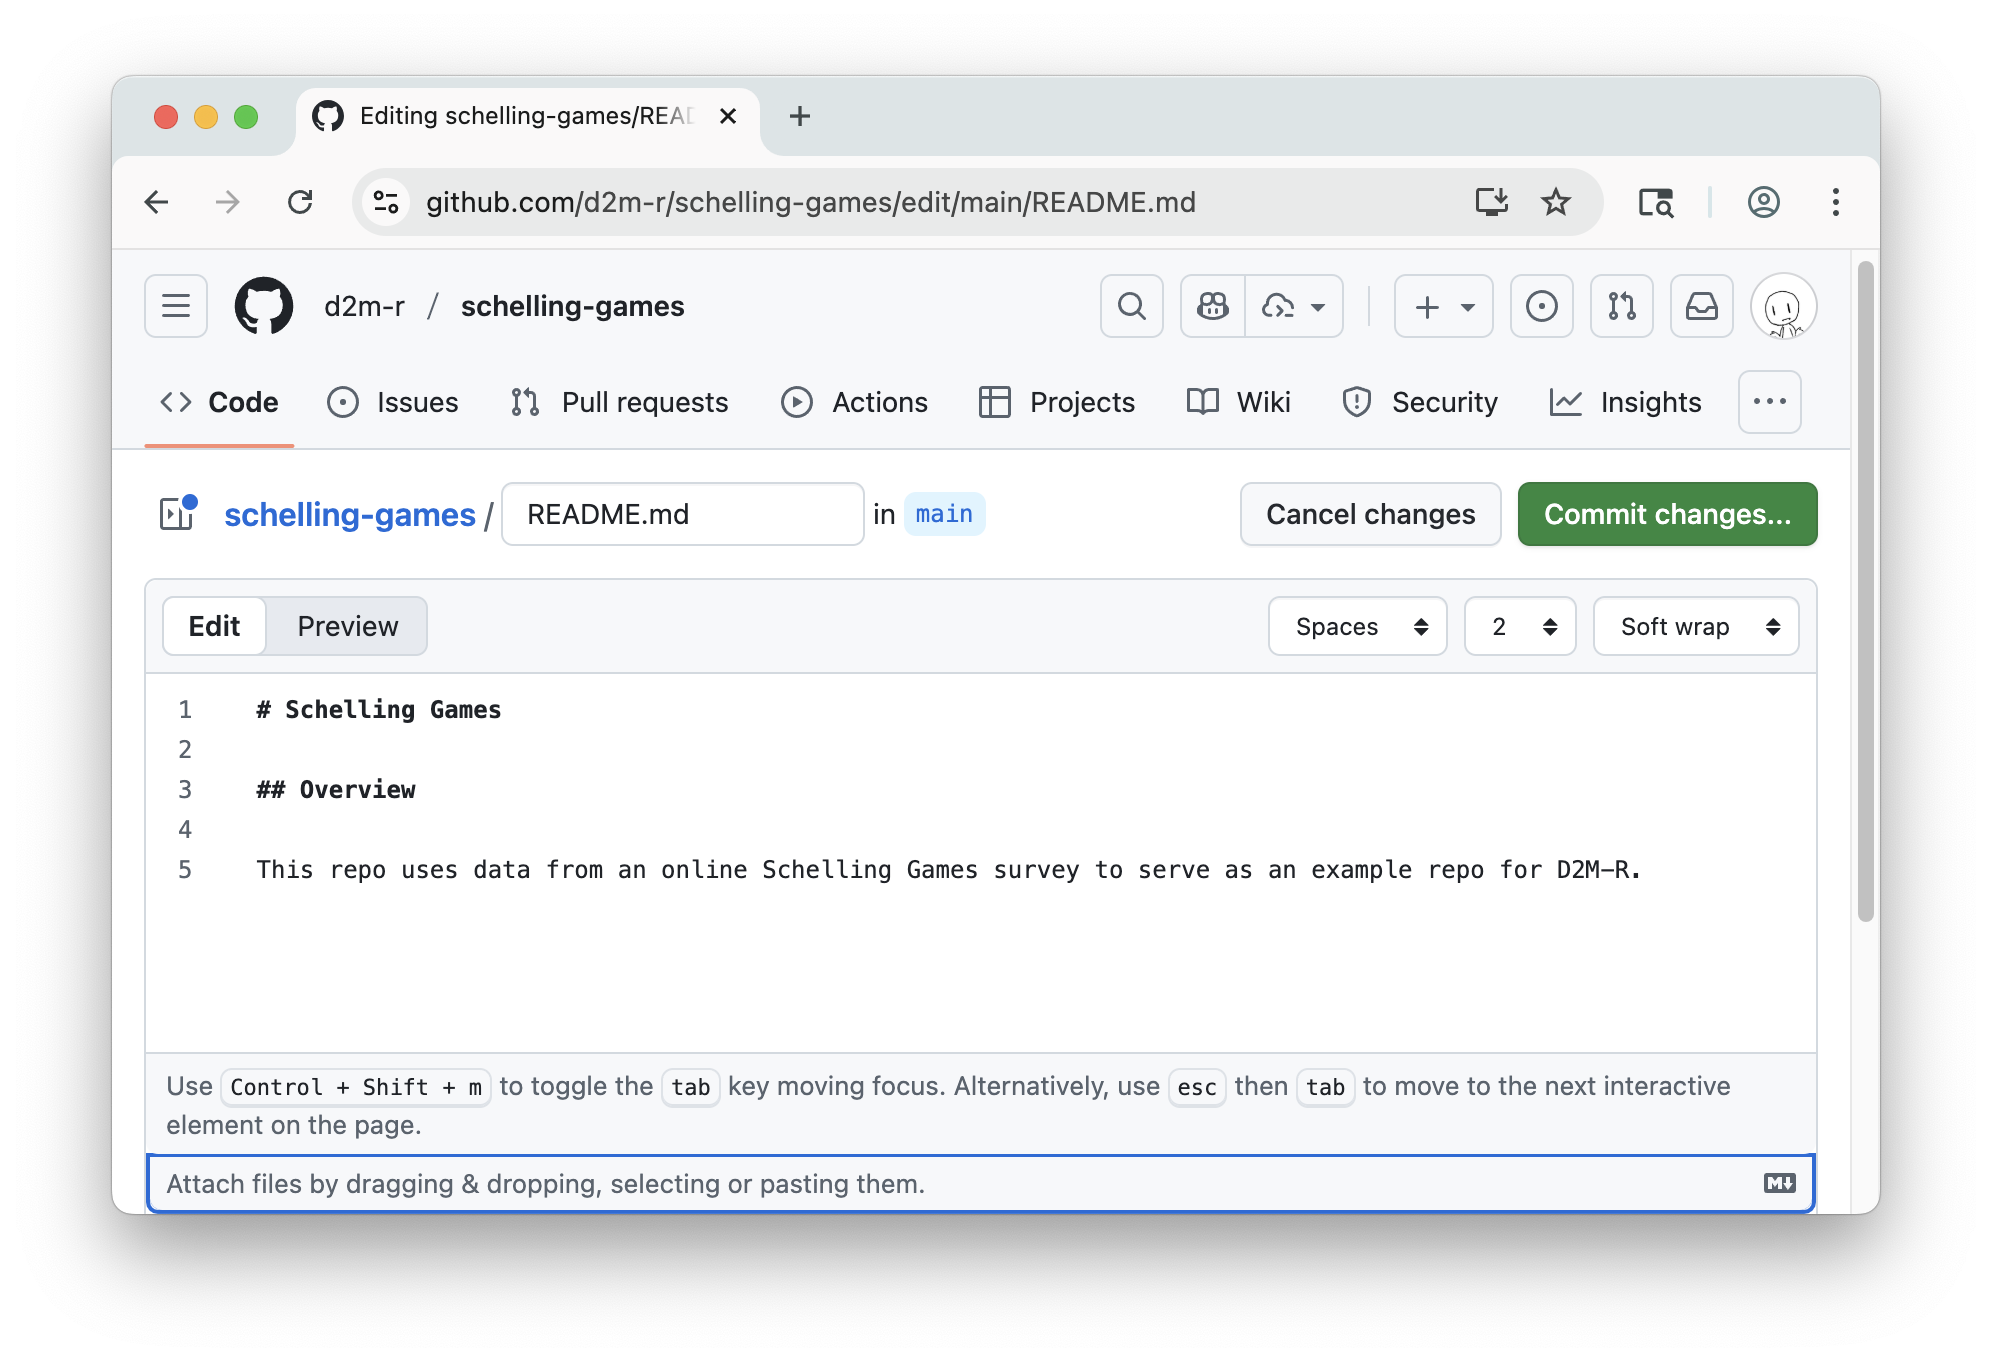 Editing schelling-games/READ
github.com/d2m-r/schelling-games/edit/main/README.md
d2m-r / schelling-games
Code Issues Pull requests Actions Projects Wiki Security Insights
schelling-games / README.md in main Cancel changes Commit changes...
Edit Preview Spaces 2 Soft wrap
1 # Schelling Games
2
3 ## Overview
4
5 This repo uses data from an online Schelling Games survey to serve as an example repo for D2M-R.
Use Control + Shift + m to toggle the tab key moving focus. Alternatively, use esc then tab to move to the next interactive
element on the page.
Attach files by dragging & dropping, selecting or pasting them.